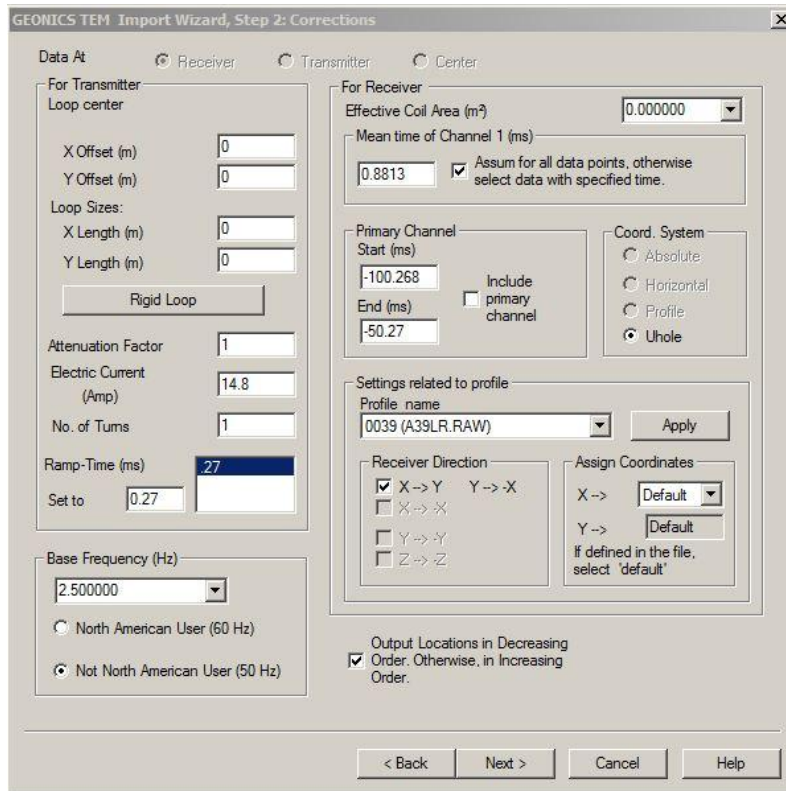 GEONICS TEM Import Wizard, Step 2: Corrections
Data At
Receiver
Transmitter
Center
For Transmitter
Loop center
X Offset (m)
0
Y Offset (m)
0
Loop Sizes:
X Length (m)
0
Y Length (m)
0
Rigid Loop
Attenuation Factor
1
Electric Current
(Amp)
14.8
No. of Turns
1
Ramp-Time (ms)
.27
Set to
0.27
Base Frequency (Hz)
2.500000
North American User (60 Hz)
Not North American User (50 Hz)
For Receiver
Effective Coil Area (m²)
0.000000
Mean time of Channel 1 (ms)
0.8813
Assum for all data points, otherwise
select data with specified time.
Primary Channel
Start (ms)
-100.268
End (ms)
-50.27
Include
primary
channel
Coord. System
Absolute
Horizontal
Profile
Uhole
Settings related to profile
Profile name
0039 (A39LR.RAW)
Apply
Receiver Direction
X --> Y Y --> -X
X --> -X
Y --> -Y
Z --> -Z
Assign Coordinates
X -->
Default
Y -->
Default
If defined in the file,
select 'default'
Output Locations in Decreasing
Order. Otherwise, in Increasing
Order.
< Back
Next >
Cancel
Help